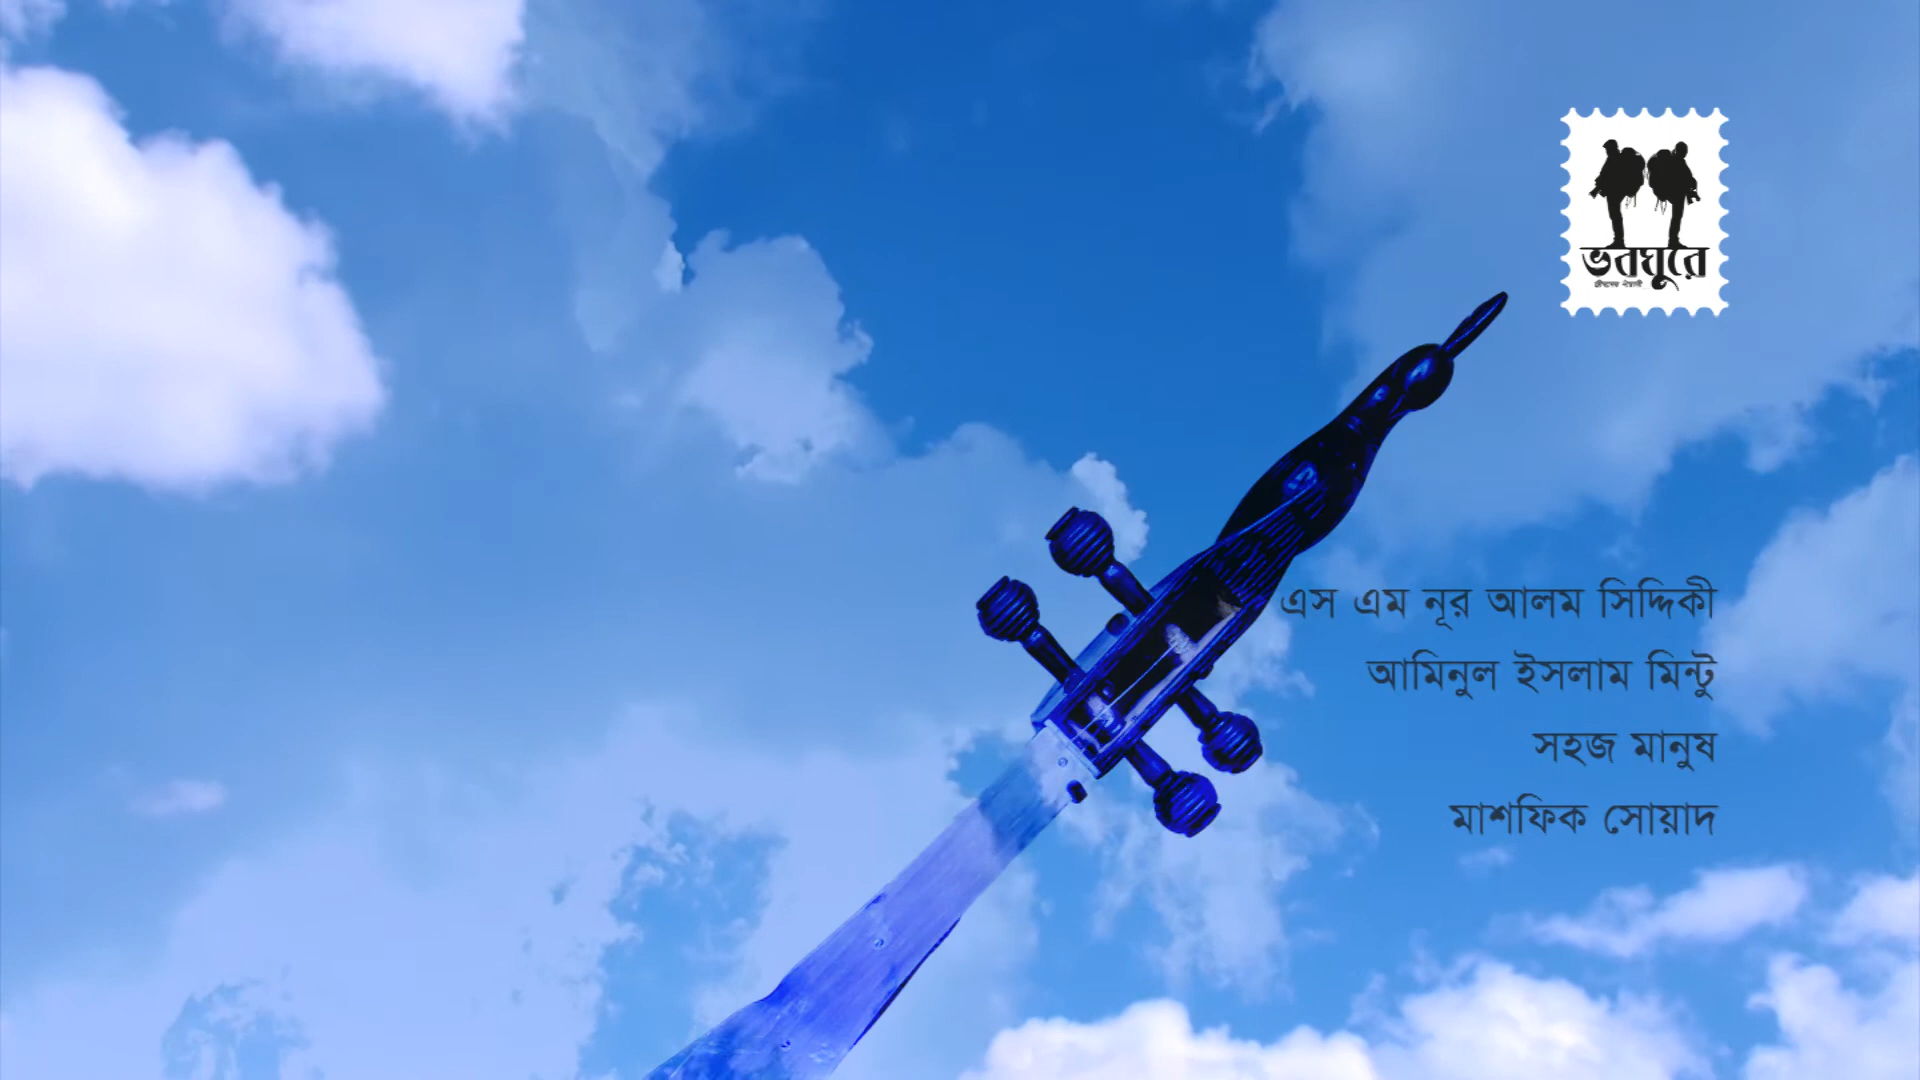 ভবঘুরে
এস এম নূর আলম সিদ্দিকী
আমিনুল ইসলাম মিন্টু
সহজ মানুষ
মাশফিক সোয়াদ